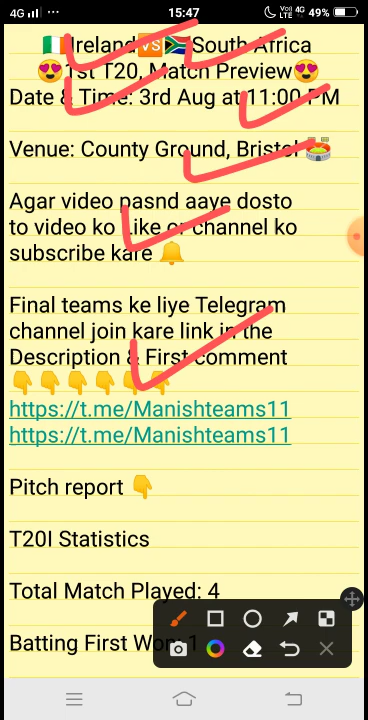 4G 15:47 Vo) 4G LTE 49%
🇮🇪Ireland🆚🇿🇦South Africa
😍1st T20, Match Preview😍
Date & Time: 3rd Aug at 11:00 PM
Venue: County Ground, Bristol 🏟️
Agar video pasnd aaye dosto
to video ko Like or channel ko
subscribe kare 🔔
Final teams ke liye Telegram
channel join kare link in the
Description & First comment
👇👇👇👇👇👇
https://t.me/Manishteams11
https://t.me/Manishteams11
Pitch report 👇
T20I Statistics
Total Match Played: 4
Batting First Won: 1